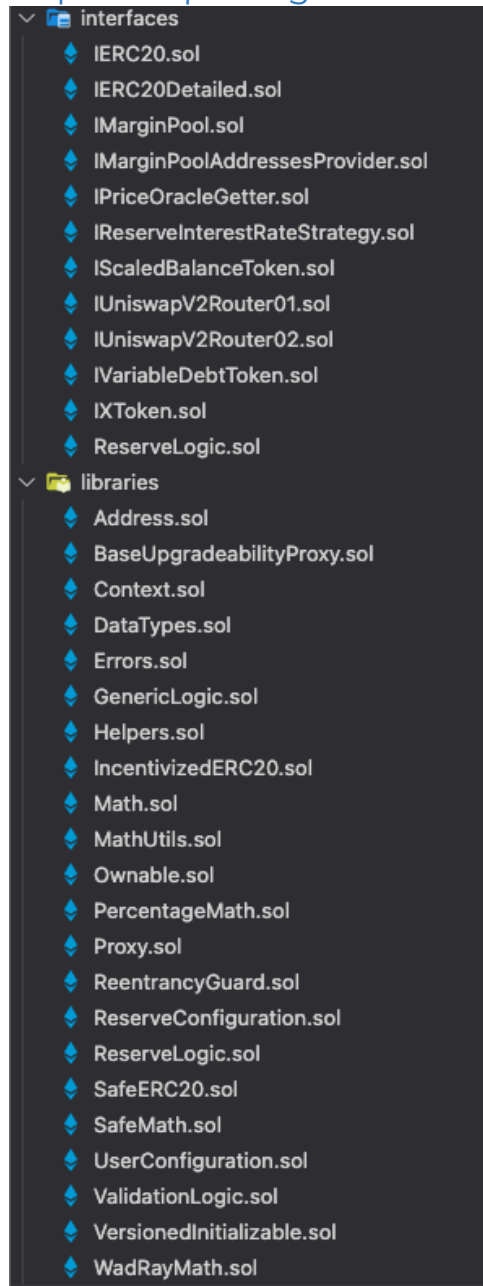 interfaces
IERC20.sol
IERC20Detailed.sol
IMarginPool.sol
IMarginPoolAddressesProvider.sol
IPriceOracleGetter.sol
IReserveInterestRateStrategy.sol
IScaledBalanceToken.sol
IUniswapV2Router01.sol
IUniswapV2Router02.sol
IVariableDebtToken.sol
IXToken.sol
ReserveLogic.sol
libraries
Address.sol
BaseUpgradeabilityProxy.sol
Context.sol
DataTypes.sol
Errors.sol
GenericLogic.sol
Helpers.sol
IncentivizedERC20.sol
Math.sol
MathUtils.sol
Ownable.sol
PercentageMath.sol
Proxy.sol
ReentrancyGuard.sol
ReserveConfiguration.sol
ReserveLogic.sol
SafeERC20.sol
SafeMath.sol
UserConfiguration.sol
ValidationLogic.sol
VersionedInitializable.sol
WadRayMath.sol